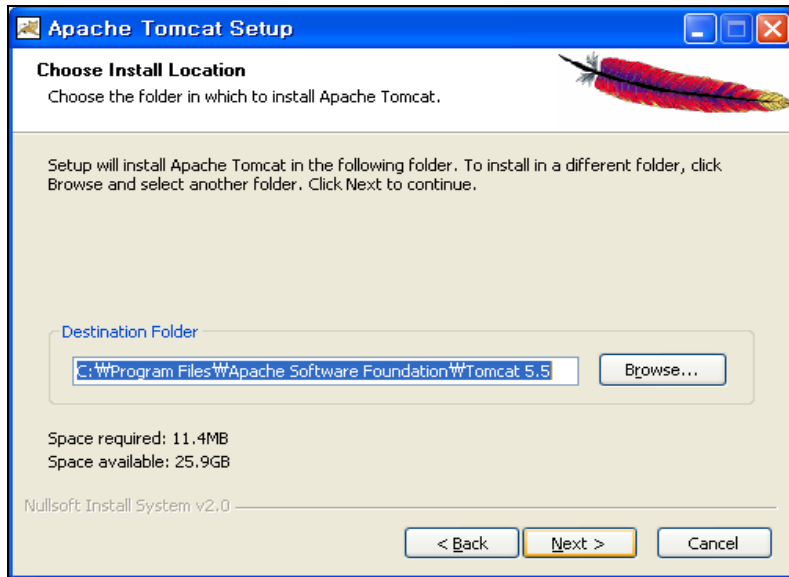 Apache Tomcat Setup
Choose Install Location
Choose the folder in which to install Apache Tomcat.
Setup will install Apache Tomcat in the following folder. To install in a different folder, click
Browse and select another folder. Click Next to continue.
Destination Folder
C:₩Program Files₩Apache Software Foundation₩Tomcat 5.5
Browse...
Space required: 11.4MB
Space available: 25.9GB
Nullsoft Install System v2.0
< Back
Next >
Cancel